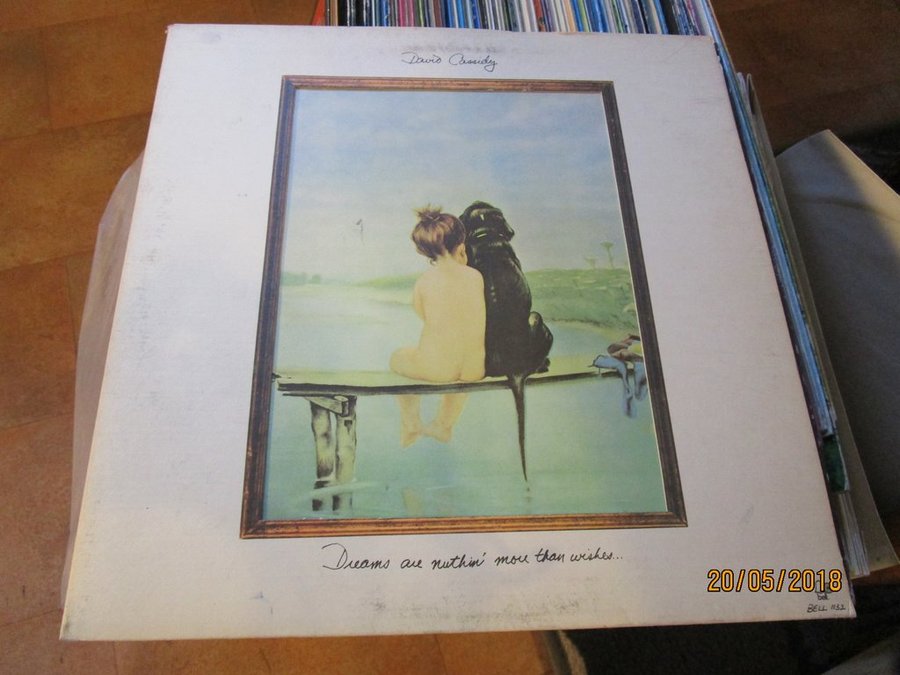 David Cassidy
Dreams are nuthin' more than wishes...
20/05/2018
bell
BELL 1132